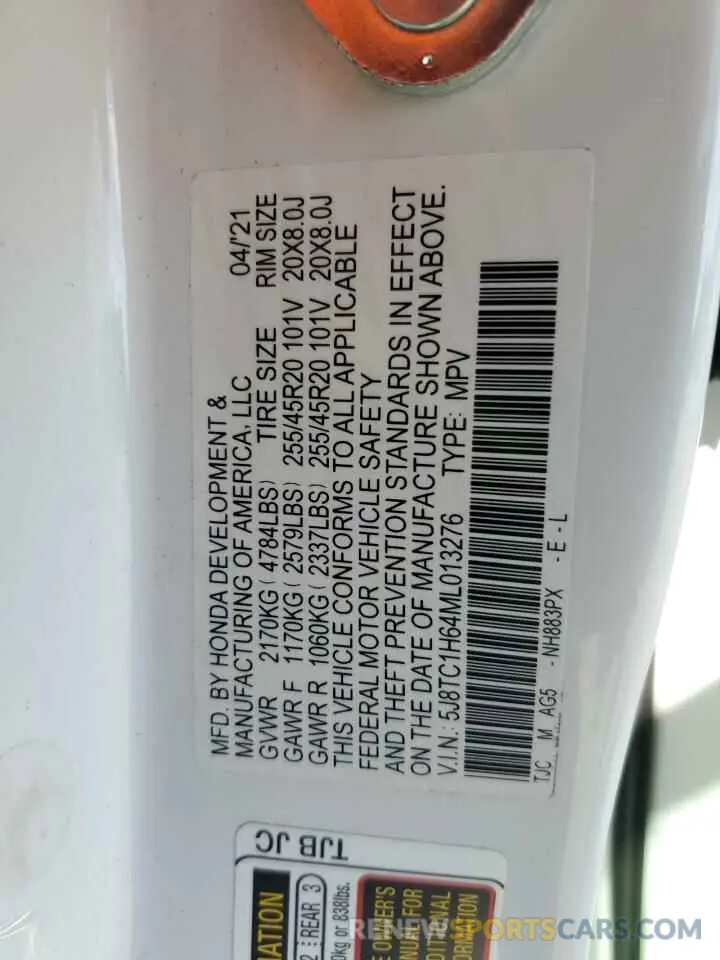 MFD. BY HONDA DEVELOPMENT &
MANUFACTURING OF AMERICA, LLC 04/'21
GVWR 2170KG ( 4784LBS) TIRE SIZE RIM SIZE
GAWR F 1170KG ( 2579LBS) 255/45R20 101V 20X8.0J
GAWR R 1060KG ( 2337LBS) 255/45R20 101V 20X8.0J
THIS VEHICLE CONFORMS TO ALL APPLICABLE
FEDERAL MOTOR VEHICLE SAFETY
AND THEFT PREVENTION STANDARDS IN EFFECT
ON THE DATE OF MANUFACTURE SHOWN ABOVE.
V.I.N.: 5J8TC1H64ML013276 TYPE: MPV
TJC M AG5 - NH883PX - E - L
TJB JC
REAR 3
838lbs.
RENEWSPORTSCARS.COM